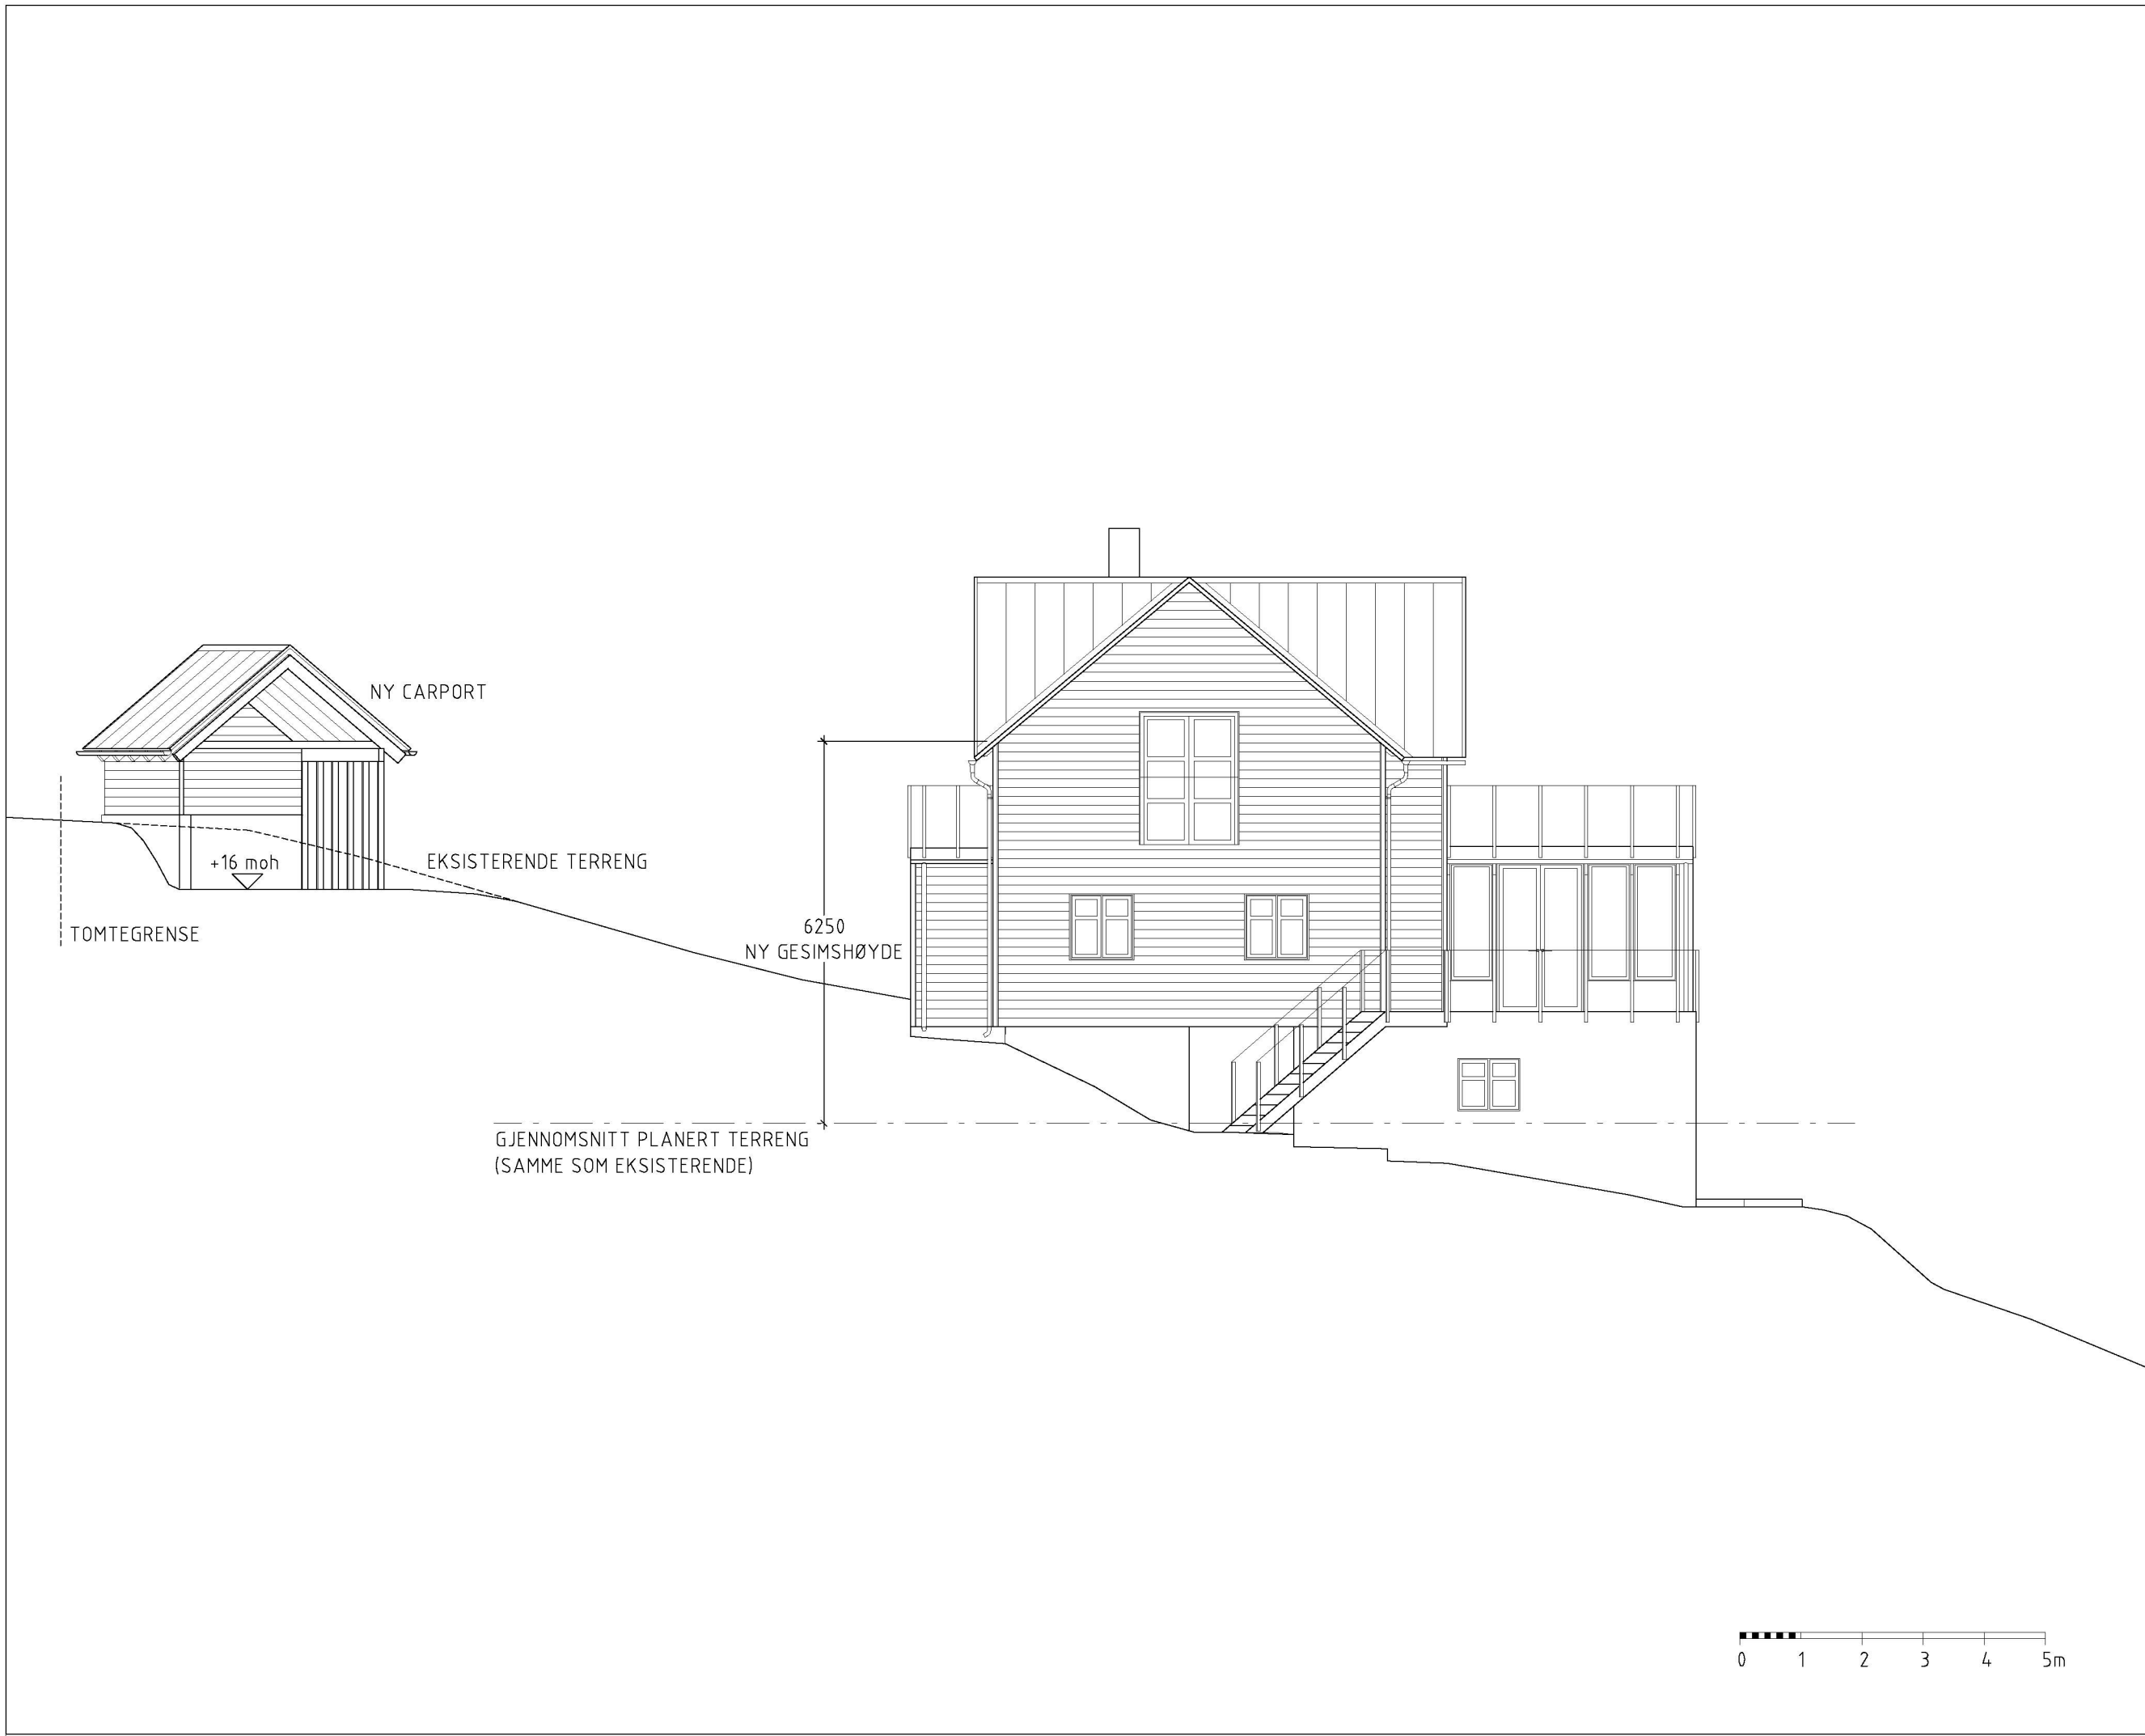 NY CARPORT
+16 moh
EKSISTERENDE TERRENG
TOMTEGRENSE
6250
NY GESIMSHØYDE
GJENNOMSNITT PLANERT TERRENG
(SAMME SOM EKSISTERENDE)
0 1 2 3 4 5m